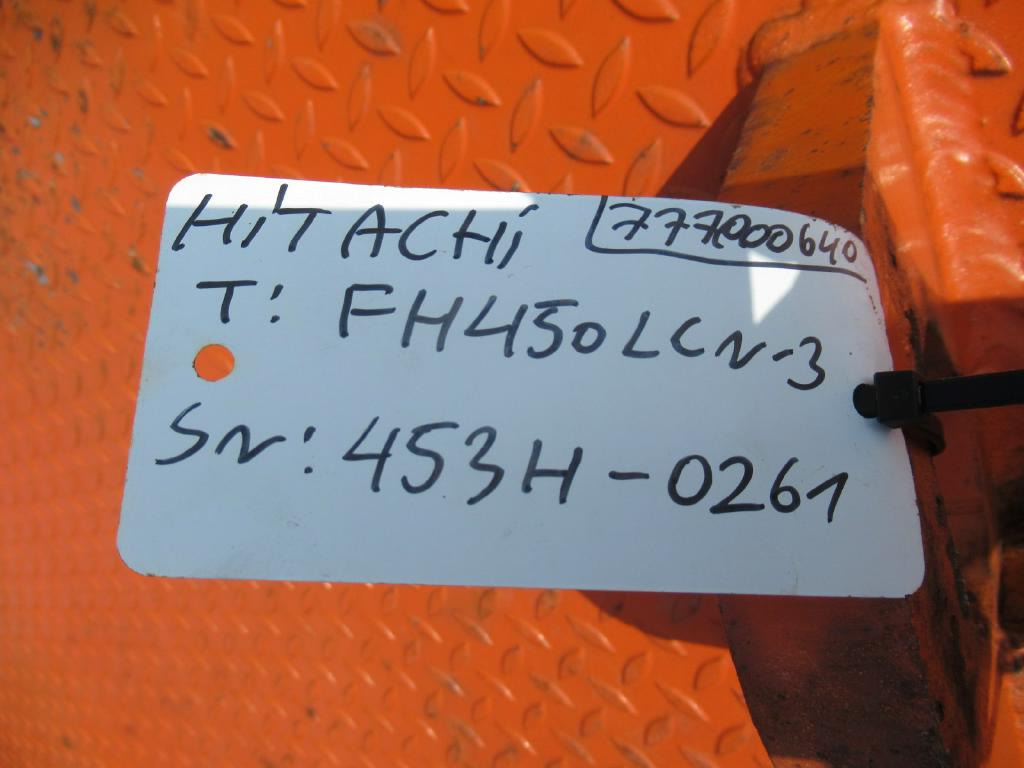 HiTACHi 777000640
T: FH450LCN-3
SN: 453H-0261